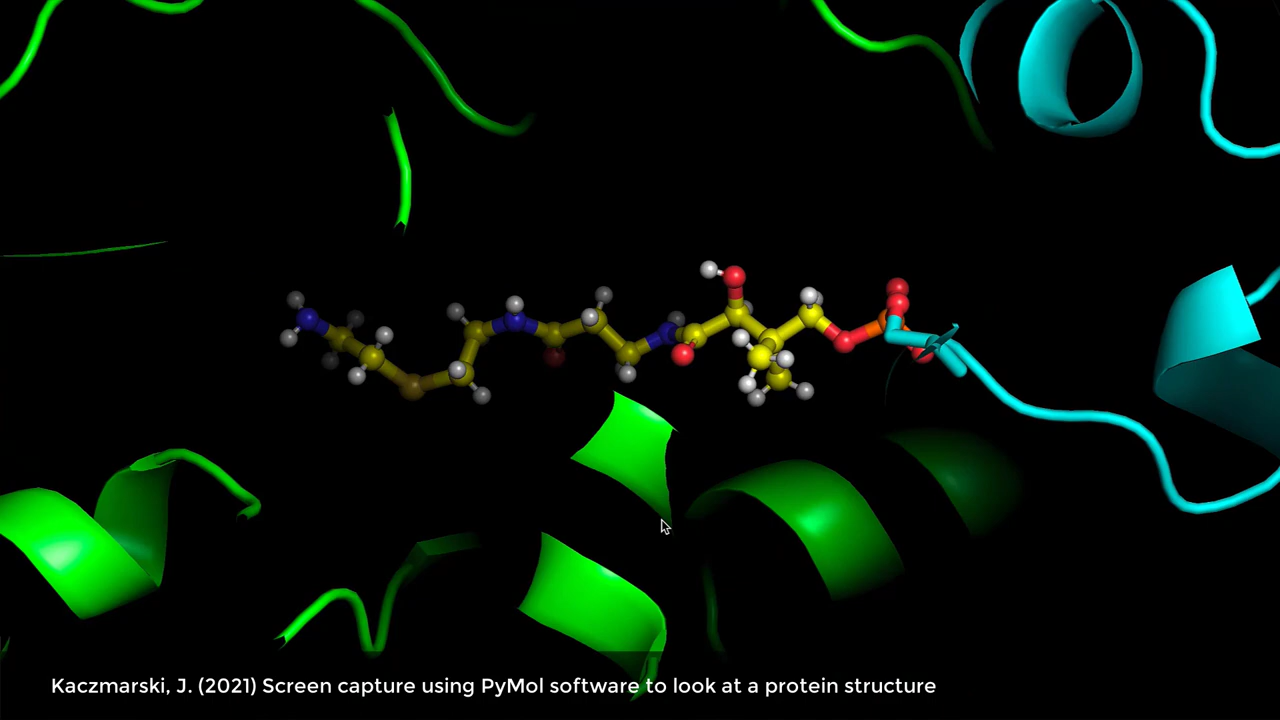 Kaczmarski, J. (2021) Screen capture using PyMol software to look at a protein structure